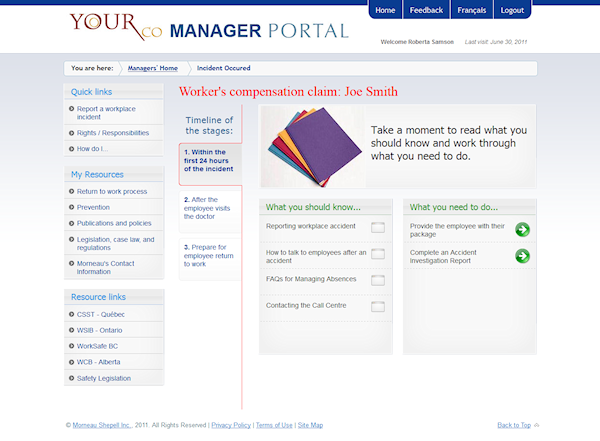 Home Feedback Français Logout
YOUR co MANAGER PORTAL
Welcome Roberta Samson Last visit: June 30, 2011
You are here: Managers' Home Incident Occured
Quick links
Report a workplace
incident
Rights / Responsibilities
How do I...
My Resources
Return to work process
Prevention
Publications and policies
Legislation, case law, and
regulations
Morneau's Contact
Information
Resource links
CSST - Québec
WSIB - Ontario
WorkSafe BC
WCB - Alberta
Safety Legislation
Worker's compensation claim: Joe Smith
Timeline of
the stages:
1. Within the
first 24 hours
of the incident
2. After the
employee visits
the doctor
3. Prepare for
employee return
to work
Take a moment to read what you
should know and work through
what you need to do.
What you should know...
Reporting workplace accident
How to talk to employees after an
accident
FAQs for Managing Absences
Contacting the Call Centre
What you need to do...
Provide the employee with their
package
Complete an Accident
Investigation Report
© Morneau Shepell Inc., 2011. All Rights Reserved | Privacy Policy | Terms of Use | Site Map
Back to Top